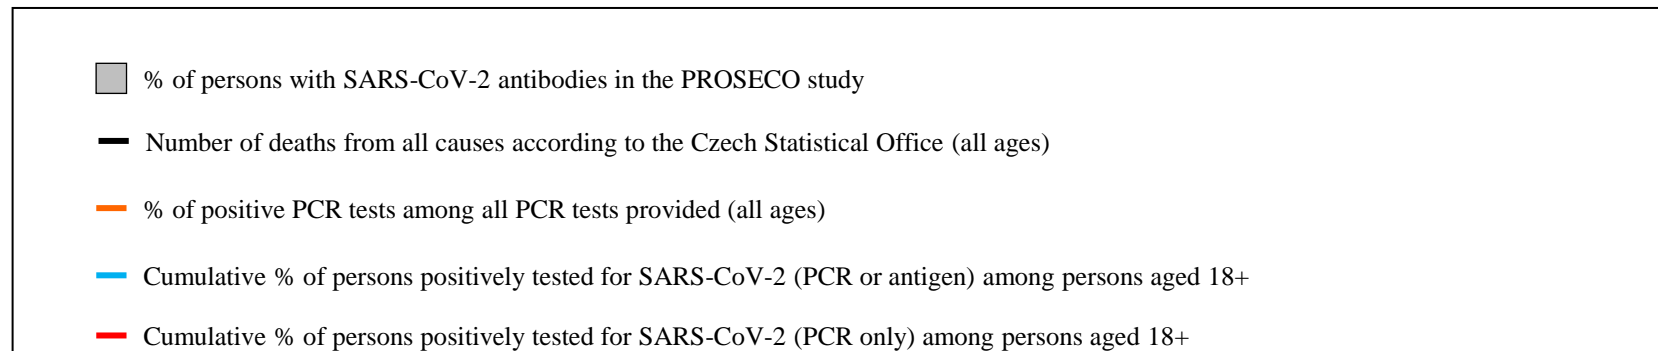 % of persons with SARS-CoV-2 antibodies in the PROSECO study
Number of deaths from all causes according to the Czech Statistical Office (all ages)
% of positive PCR tests among all PCR tests provided (all ages)
Cumulative % of persons positively tested for SARS-CoV-2 (PCR or antigen) among persons aged 18+
Cumulative % of persons positively tested for SARS-CoV-2 (PCR only) among persons aged 18+